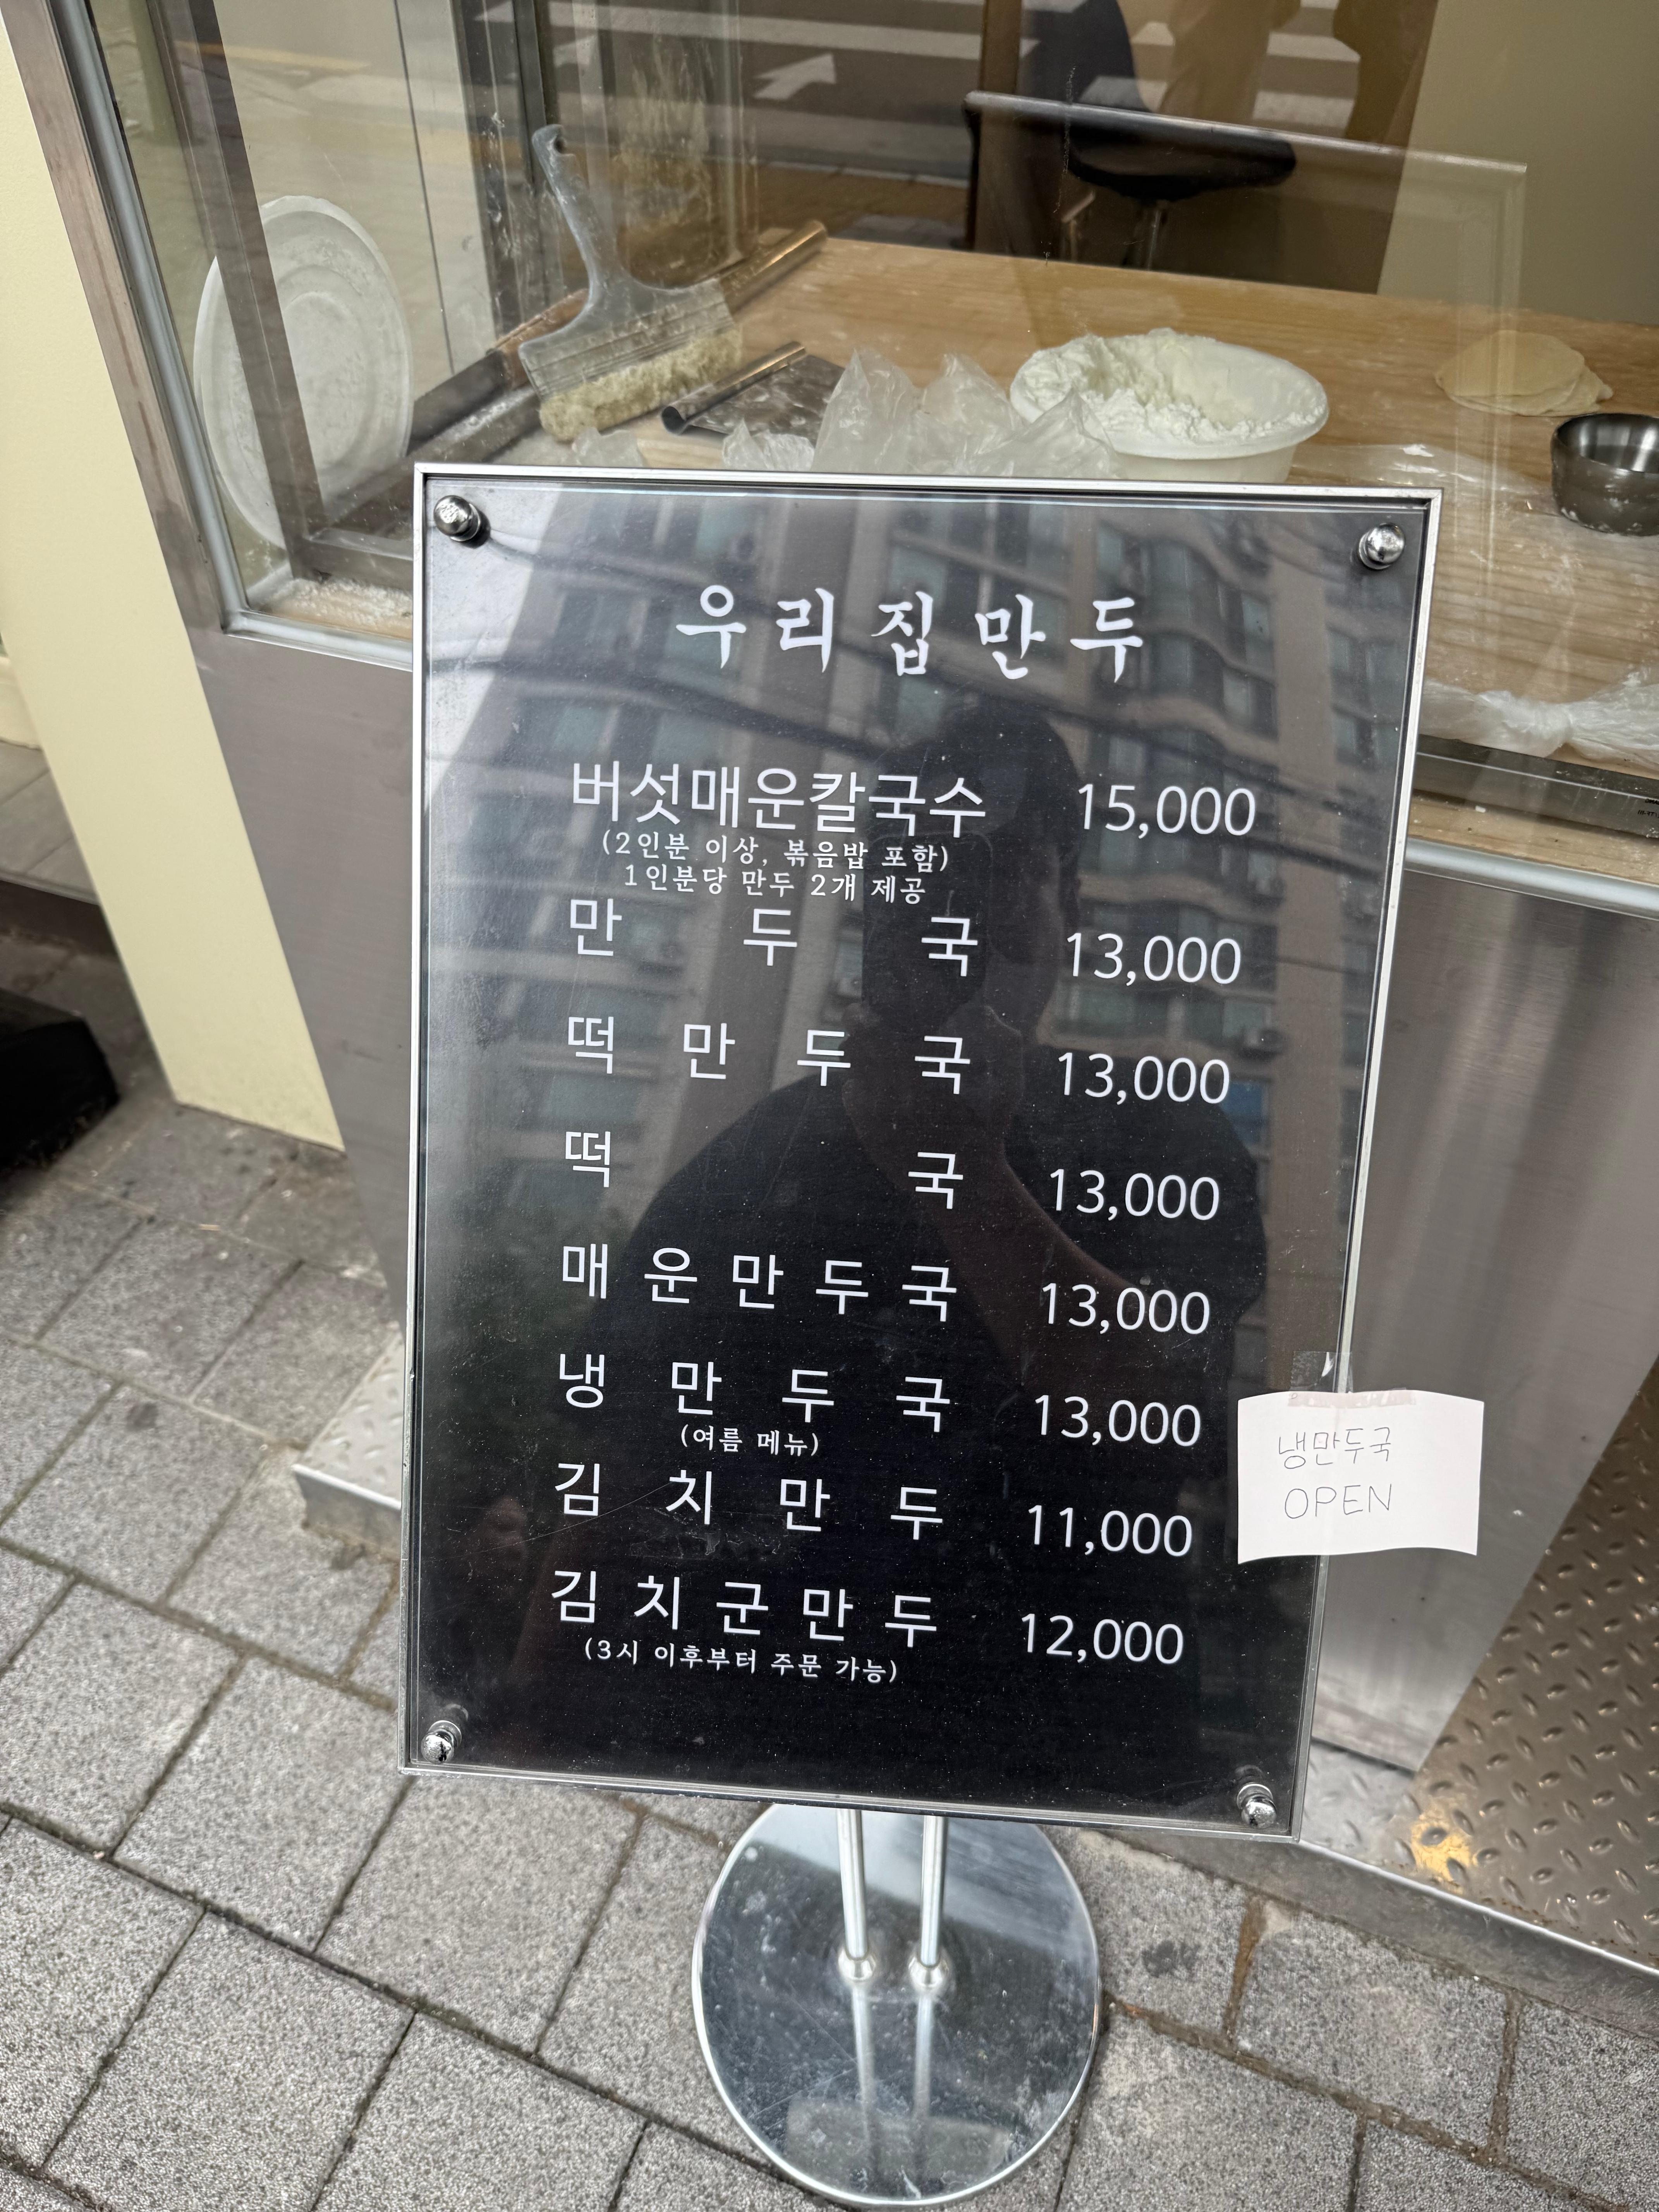 우리집만두
버섯매운칼국수 15,000
(2인분 이상, 볶음밥 포함)
1인분당 만두 2개 제공
만두국 13,000
떡만두국 13,000
떡국 13,000
매운만두국 13,000
냉만두국 13,000
(여름 메뉴)
김치만두 11,000
김치군만두 12,000
(3시 이후부터 주문 가능)
냉만두국
OPEN